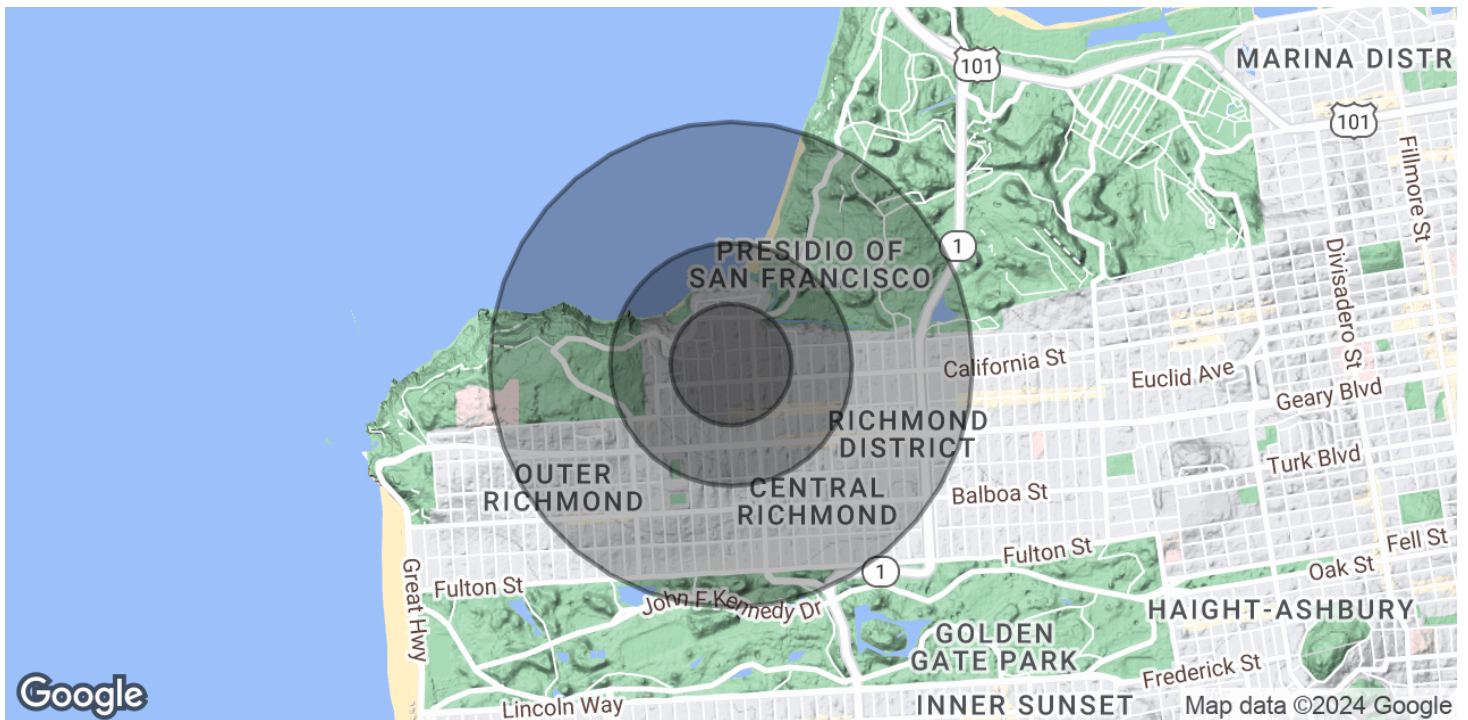 101
MARINA DISTR
101
Fillmore St
PRESIDIO OF
SAN FRANCISCO
1
Divisadero St
California St
Euclid Ave
Geary Blvd
RICHMOND
DISTRICT
Turk Blvd
OUTER
RICHMOND
CENTRAL
RICHMOND
Balboa St
Fell St
Fulton St
1
Oak St
Great Hwy
Fulton St
John F Kennedy Dr
HAIGHT-ASHBURY
GOLDEN
GATE PARK
Frederick St
Google
Lincoln Way
INNER SUNSET
Map data ©2024 Google